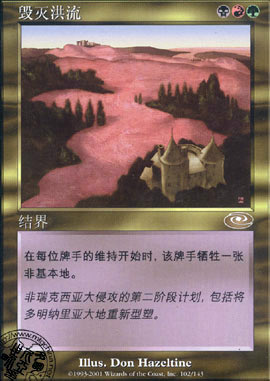 毁灭洪流
结界
在每位牌手的维持开始时，该牌手牺牲一张
非基本地。
非瑞克西亚大侵攻的第二阶段计划，包括将
多明纳里亚大地重新型塑。
Illus. Don Hazeltine
©1993-2001 Wizards of the Coast, Inc. 102/143